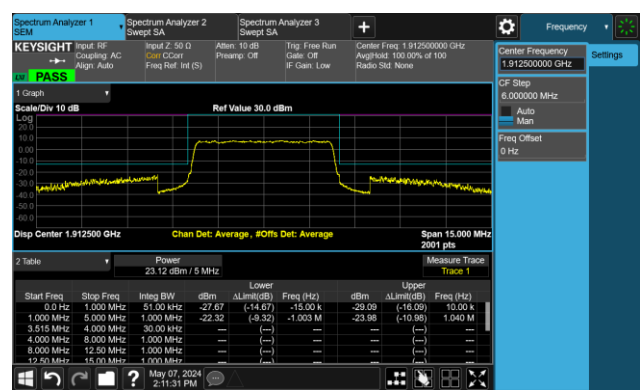 Spectrum Analyzer 1
SEM
Spectrum Analyzer 2
Swept SA
Spectrum Analyzer 3
Swept SA
Frequency
KEYSIGHT
Input: RF
Coupling: AC
Align: Auto
Input Z: 50 Ω
Corr CCorr
Freq Ref: Int (S)
Atten: 10 dB
Preamp: Off
Trig: Free Run
Gate: Off
IF Gain: Low
Center Freq: 1.912500000 GHz
Avg|Hold: 100.00% of 100
Radio Std: None
PASS
Center Frequency
1.912500000 GHz
Settings
CF Step
6.000000 MHz
Auto
Man
Freq Offset
0 Hz
1 Graph
Scale/Div 10 dB
Ref Value 30.0 dBm
Log
20.0
10.0
0.00
-10.0
-20.0
-30.0
-40.0
-50.0
-60.0
Disp Center 1.912500 GHz
Chan Det: Average, #Offs Det: Average
Span 15.000 MHz
2001 pts
2 Table
Power
23.12 dBm / 5 MHz
Measure Trace
Trace 1
Lower Upper
Start Freq Stop Freq Integ BW dBm ΔLimit(dB) Freq (Hz) dBm ΔLimit(dB) Freq (Hz)
0.0 Hz 1.000 MHz 51.00 kHz -27.67 (-14.67) -15.00 k -29.09 (-16.09) 10.00 k
1.000 MHz 5.000 MHz 1.000 MHz -22.32 (-9.32) -1.003 M -23.98 (-10.98) 1.040 M
3.515 MHz 4.000 MHz 30.00 kHz --- (---) --- --- (---) ---
4.000 MHz 8.000 MHz 1.000 MHz --- (---) --- --- (---) ---
8.000 MHz 12.50 MHz 1.000 MHz --- (---) --- --- (---) ---
12.50 MHz 15.00 MHz 1.000 MHz --- (---) --- --- (---) ---
May 07, 2024
2:11:31 PM